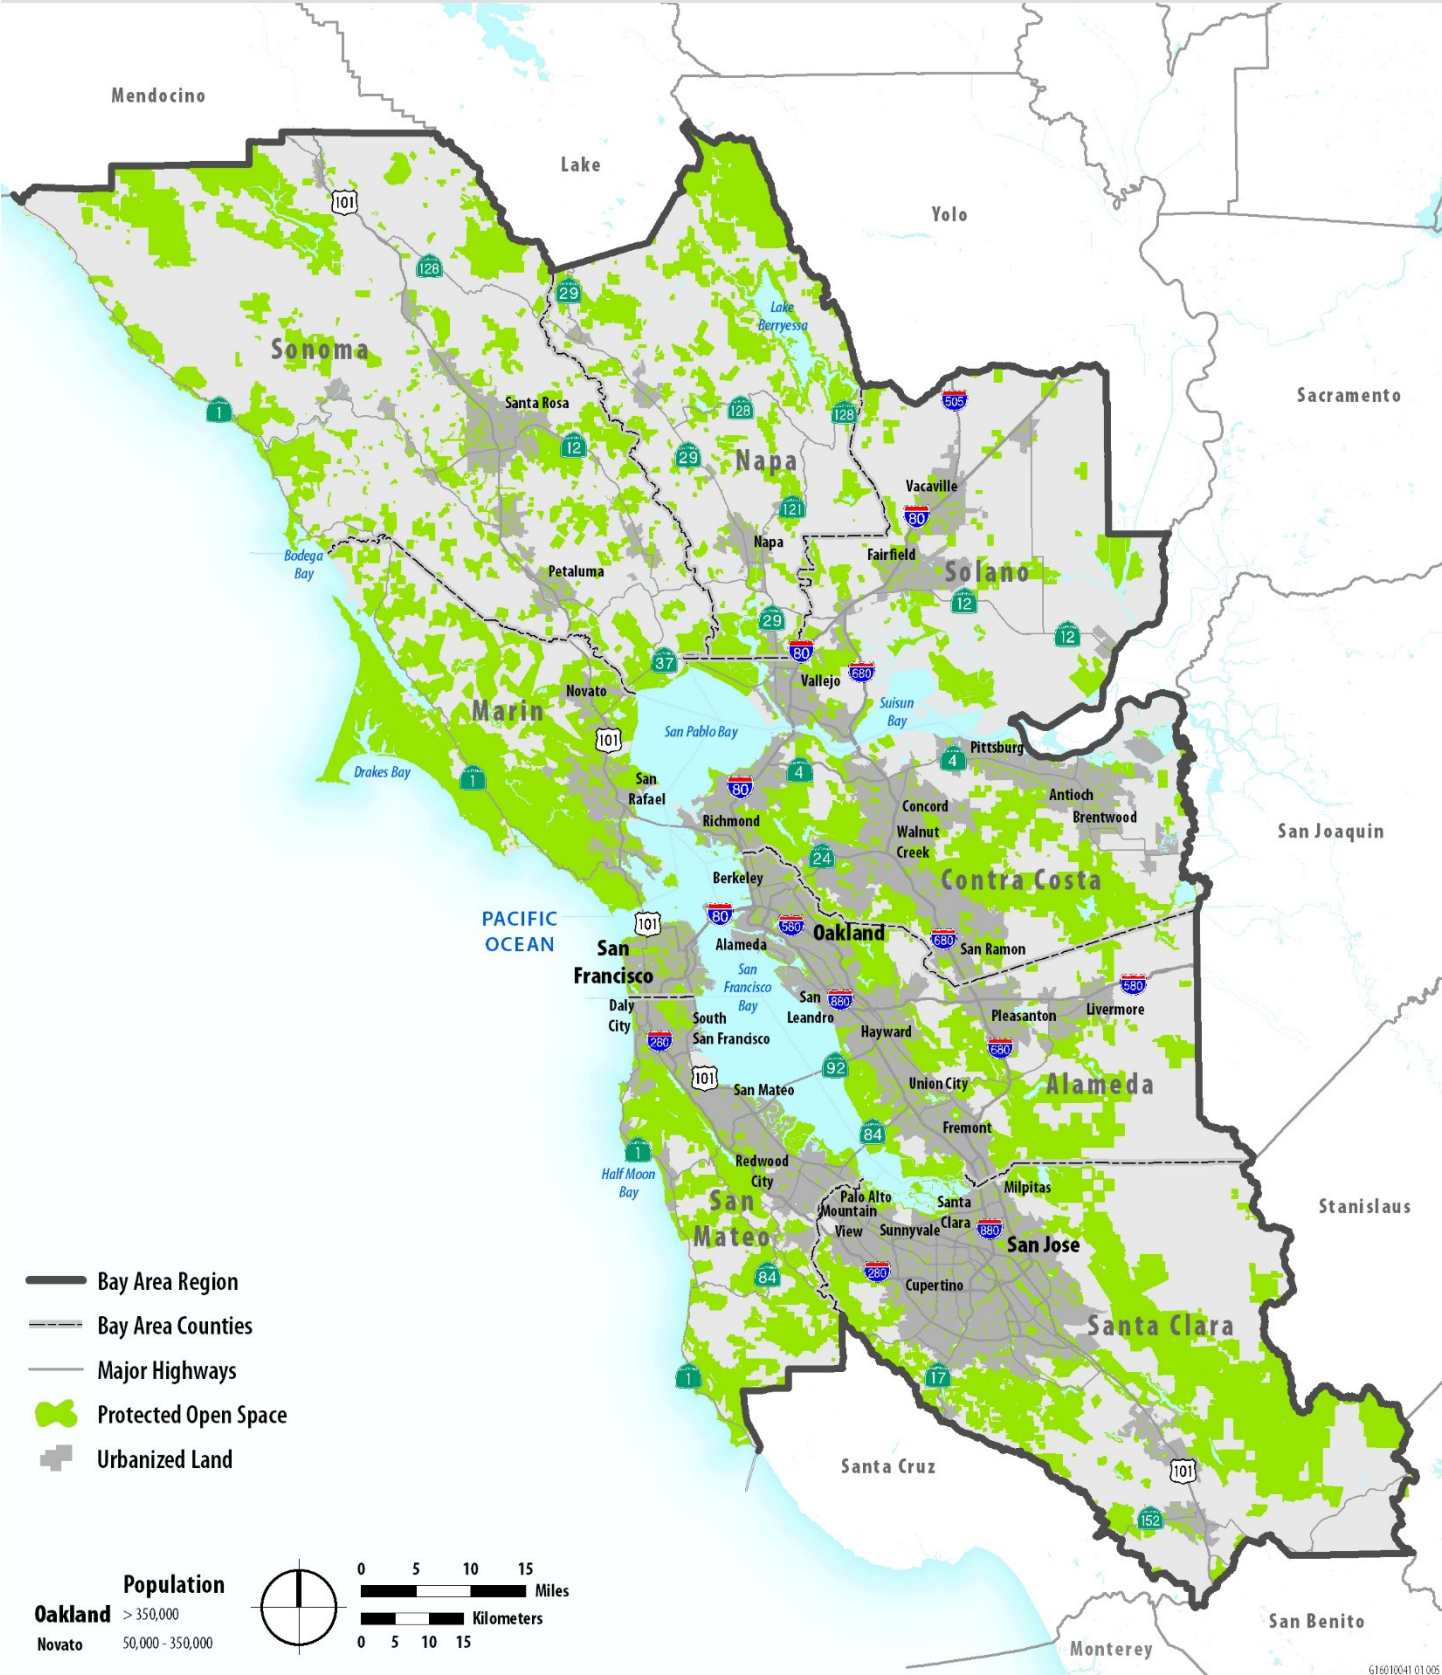 Mendocino
Lake
Yolo
Sacramento
San Joaquin
Stanislaus
San Benito
Monterey
Santa Cruz
101
128
29
Lake
Berryessa
Sonoma
1
Santa Rosa
12
128
128
505
29
Napa
121
Vacaville
80
Napa
Fairfield
Solano
12
12
Bodega
Bay
Petaluma
29
37
80
680
Vallejo
Novato
Marin
101
San Pablo Bay
Suisun
Bay
Drakes Bay
1
San
Rafael
80
4
4
Pittsburg
Antioch
Brentwood
Concord
Richmond
Walnut
Creek
24
Contra Costa
Berkeley
PACIFIC
OCEAN
101
80
580
Oakland
680
San Ramon
San
Francisco
Alameda
San
Francisco
Bay
580
Daly
City
South
San Francisco
San
Leandro
680
Pleasanton
Livermore
Hayward
280
680
101
92
San Mateo
Union City
Alameda
84
Fremont
1
Half Moon
Bay
Redwood
City
San
Mateo
Palo Alto
Mountain
View
Sunnyvale
Santa
Clara
Milpitas
880
San Jose
84
280
Cupertino
Santa Clara
1
17
101
152
Bay Area Region
Bay Area Counties
Major Highways
Protected Open Space
Urbanized Land
Population
Oakland > 350,000
Novato 50,000 - 350,000
0 5 10 15
Miles
Kilometers
0 5 10 15
G16010041 01 005